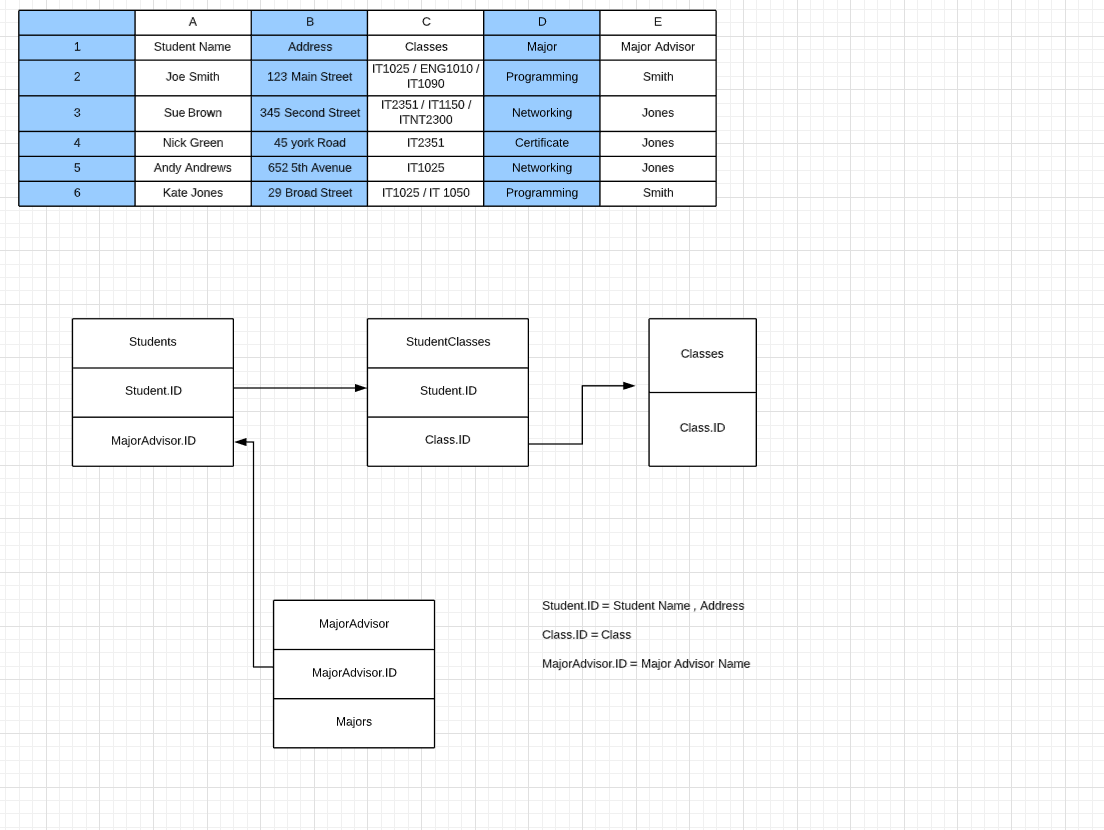 A B C D E
1 Student Name Address Classes Major Major Advisor
2 Joe Smith 123 Main Street IT1025 / ENG1010 / IT1090 Programming Smith
3 Sue Brown 345 Second Street IT2351 / IT1150 / ITNT2300 Networking Jones
4 Nick Green 45 york Road IT2351 Certificate Jones
5 Andy Andrews 652 5th Avenue IT1025 Networking Jones
6 Kate Jones 29 Broad Street IT1025 / IT 1050 Programming Smith
Students
Student.ID
MajorAdvisor.ID
StudentClasses
Student.ID
Class.ID
Classes
Class.ID
MajorAdvisor
MajorAdvisor.ID
Majors
Student.ID = Student Name , Address
Class.ID = Class
MajorAdvisor.ID = Major Advisor Name